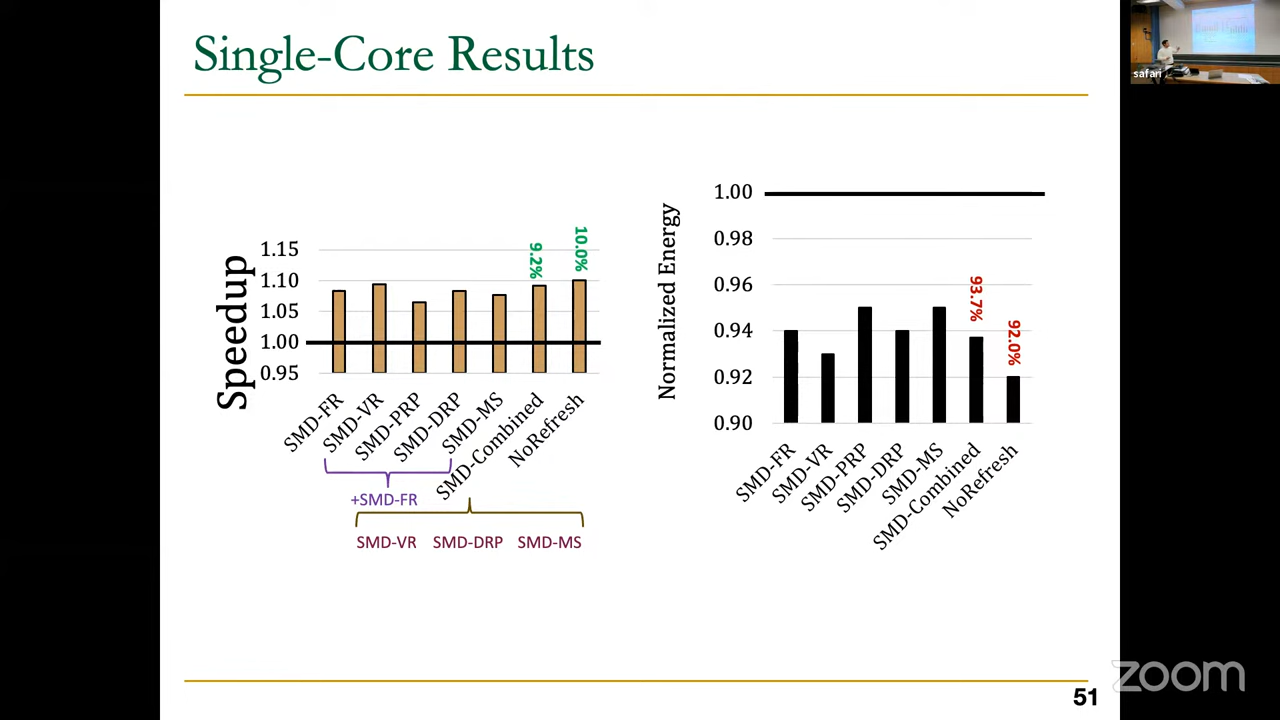 Single-Core Results
safari
Speedup
1.15
1.10
1.05
1.00
0.95
9.2%
10.0%
SMD-FR
SMD-VR
SMD-PRP
SMD-DRP
SMD-MS
SMD-Combined
NoRefresh
+SMD-FR
SMD-VR SMD-DRP SMD-MS
Normalized Energy
1.00
0.98
0.96
0.94
0.92
0.90
93.7%
92.0%
SMD-FR
SMD-VR
SMD-PRP
SMD-DRP
SMD-MS
SMD-Combined
NoRefresh
zoom
51